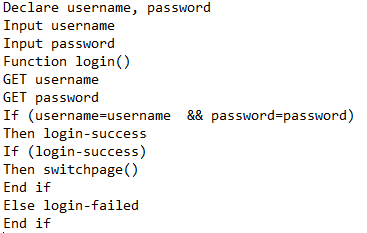 Declare username, password
Input username
Input password
Function login()
GET username
GET password
If (username=username  && password=password)
Then login-success
If (login-success)
Then switchpage()
End if
Else login-failed
End if